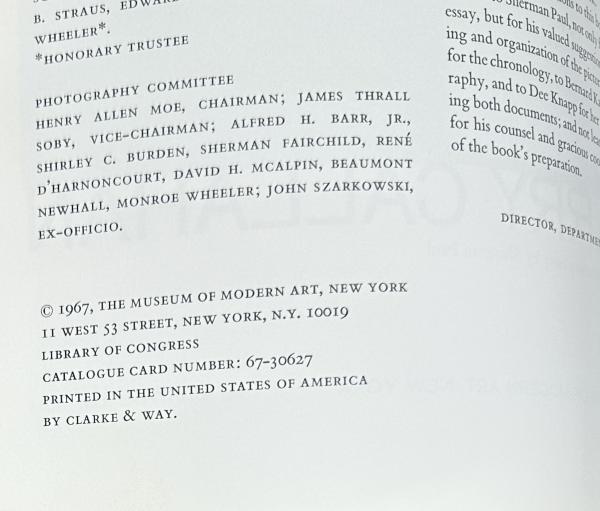 B. STRAUS,
WHEELER*.
*HONORARY TRUSTEE
PHOTOGRAPHY COMMITTEE
HENRY ALLEN MOE, CHAIRMAN; JAMES THRALL
SOBY, VICE-CHAIRMAN; ALFRED H. BARR, JR.,
SHIRLEY C. BURDEN, SHERMAN FAIRCHILD, RENÉ
D'HARNONCOURT, DAVID H. MCALPIN, BEAUMONT
NEWHALL, MONROE WHEELER; JOHN SZARKOWSKI,
EX-OFFICIO.
© 1967, THE MUSEUM OF MODERN ART, NEW YORK
11 WEST 53 STREET, NEW YORK, N.Y. 10019
LIBRARY OF CONGRESS
CATALOGUE CARD NUMBER: 67-30627
PRINTED IN THE UNITED STATES OF AMERICA
BY CLARKE & WAY.
to this
Sherman Paul, not only
essay, but for his valued
ing and organization of the
for the chronology, to Bernard
raphy, and to Dee Knapp for her
ing both documents; and not
for his counsel and gracious
of the book's preparation.
DIRECTOR,